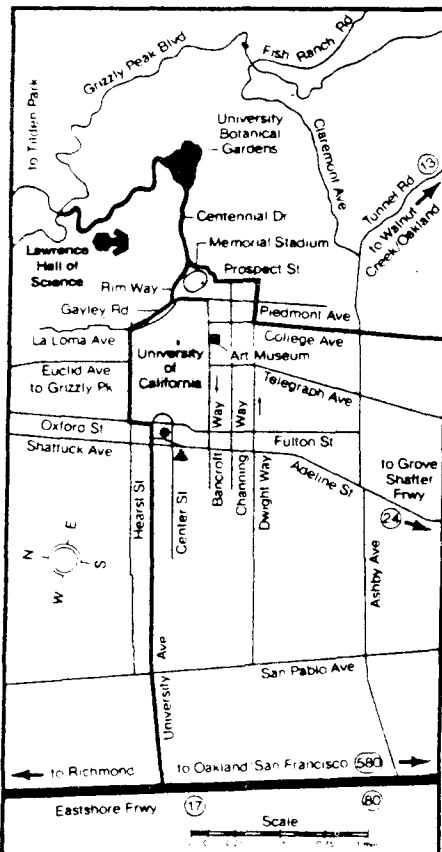 Fish Ranch Rd
Grizzly Peak Blvd
to Tilden Park
University
Botanical
Gardens
Claremont Ave
Tunnel Rd
13
to Walnut
Creek/Oakland
Centennial Dr
Lawrence
Hall of
Science
Memorial Stadium
Prospect St
Rim Way
Gayley Rd
Piedmont Ave
La Loma Ave
College Ave
University
of
California
Art Museum
Euclid Ave
to Grizzly Pk
Telegraph Ave
Oxford St
Fulton St
Shattuck Ave
Adeline St
to Grove
Shafter
Frwy
24
Hearst St
Center St
Bancroft Way
Channing Way
Dwight Way
Ashby Ave
N
E
S
W
University Ave
San Pablo Ave
to Richmond
to Oakland/San Francisco
580
Eastshore Frwy
17
80
Scale